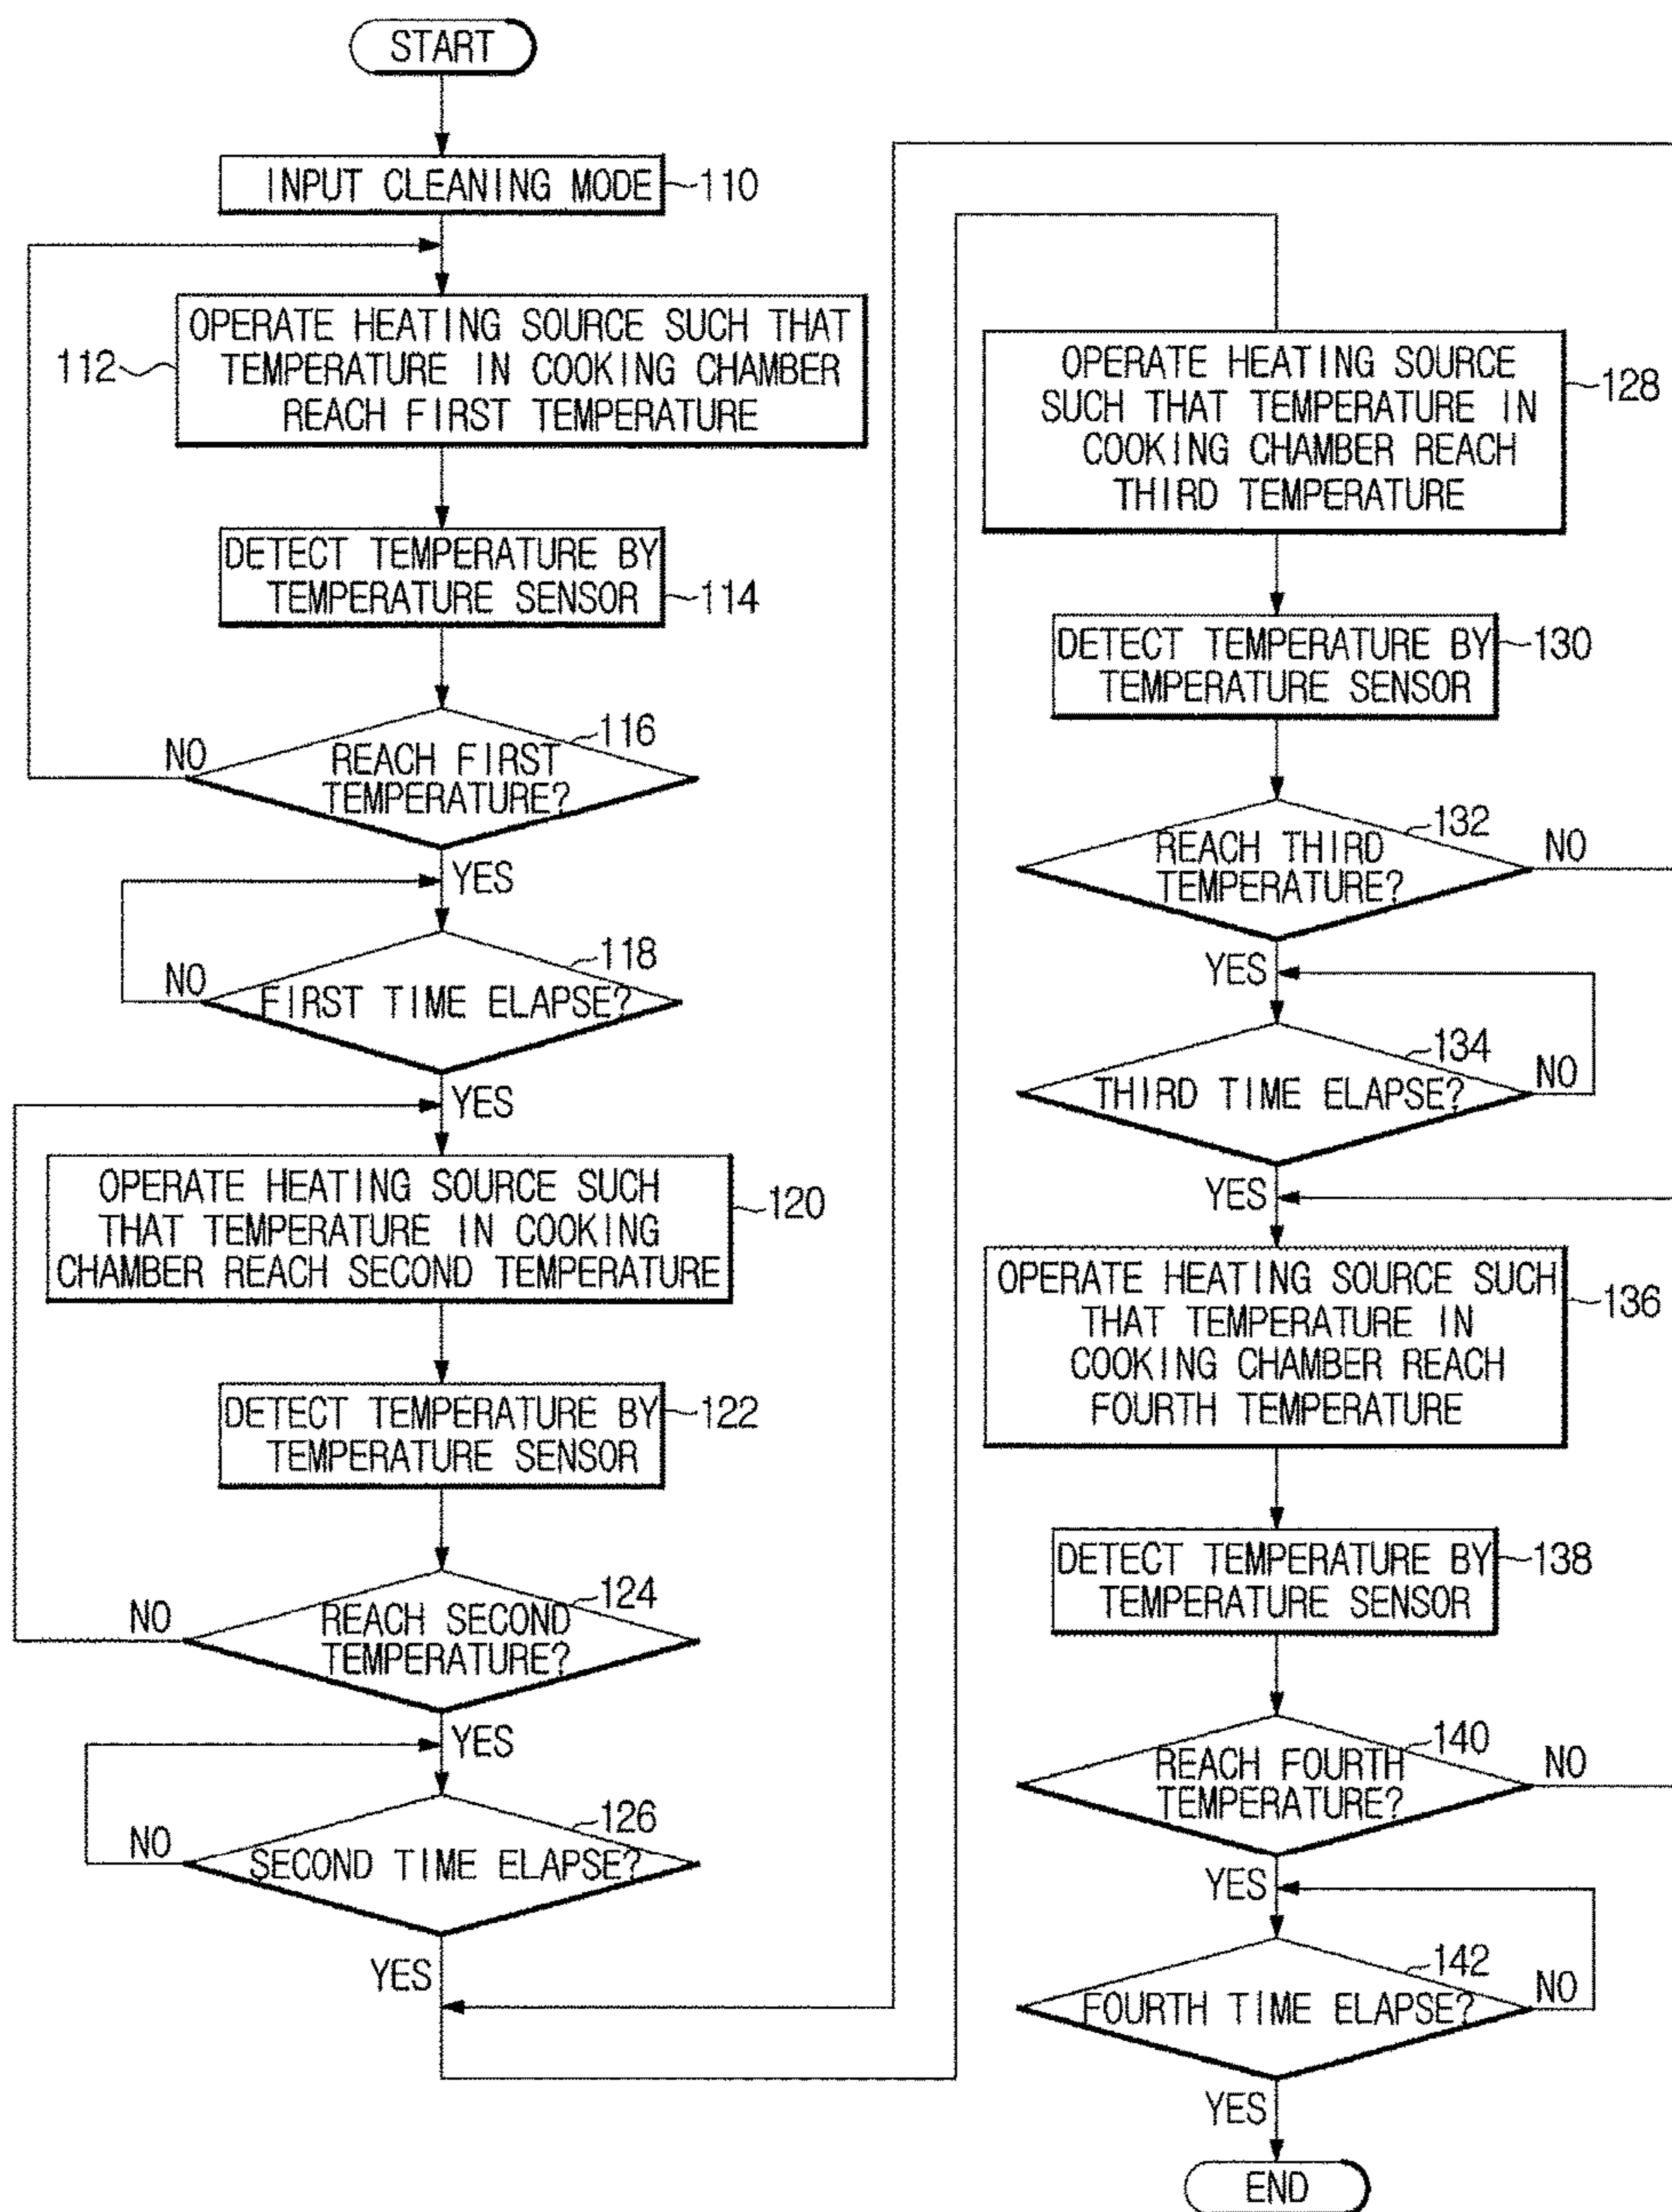 START
INPUT CLEANING MODE
110
OPERATE HEATING SOURCE SUCH THAT
TEMPERATURE IN COOKING CHAMBER
REACH FIRST TEMPERATURE
112
DETECT TEMPERATURE BY
TEMPERATURE SENSOR
114
116
REACH FIRST
TEMPERATURE?
NO
YES
118
FIRST TIME ELAPSE?
NO
YES
OPERATE HEATING SOURCE SUCH
THAT TEMPERATURE IN COOKING
CHAMBER REACH SECOND TEMPERATURE
120
DETECT TEMPERATURE BY
TEMPERATURE SENSOR
122
124
REACH SECOND
TEMPERATURE?
NO
YES
126
SECOND TIME ELAPSE?
NO
YES
OPERATE HEATING SOURCE
SUCH THAT TEMPERATURE IN
COOKING CHAMBER REACH
THIRD TEMPERATURE
128
DETECT TEMPERATURE BY
TEMPERATURE SENSOR
130
132
REACH THIRD
TEMPERATURE?
NO
YES
134
THIRD TIME ELAPSE?
NO
YES
OPERATE HEATING SOURCE SUCH
THAT TEMPERATURE IN
COOKING CHAMBER REACH
FOURTH TEMPERATURE
136
DETECT TEMPERATURE BY
TEMPERATURE SENSOR
138
140
REACH FOURTH
TEMPERATURE?
NO
YES
142
FOURTH TIME ELAPSE?
NO
YES
END